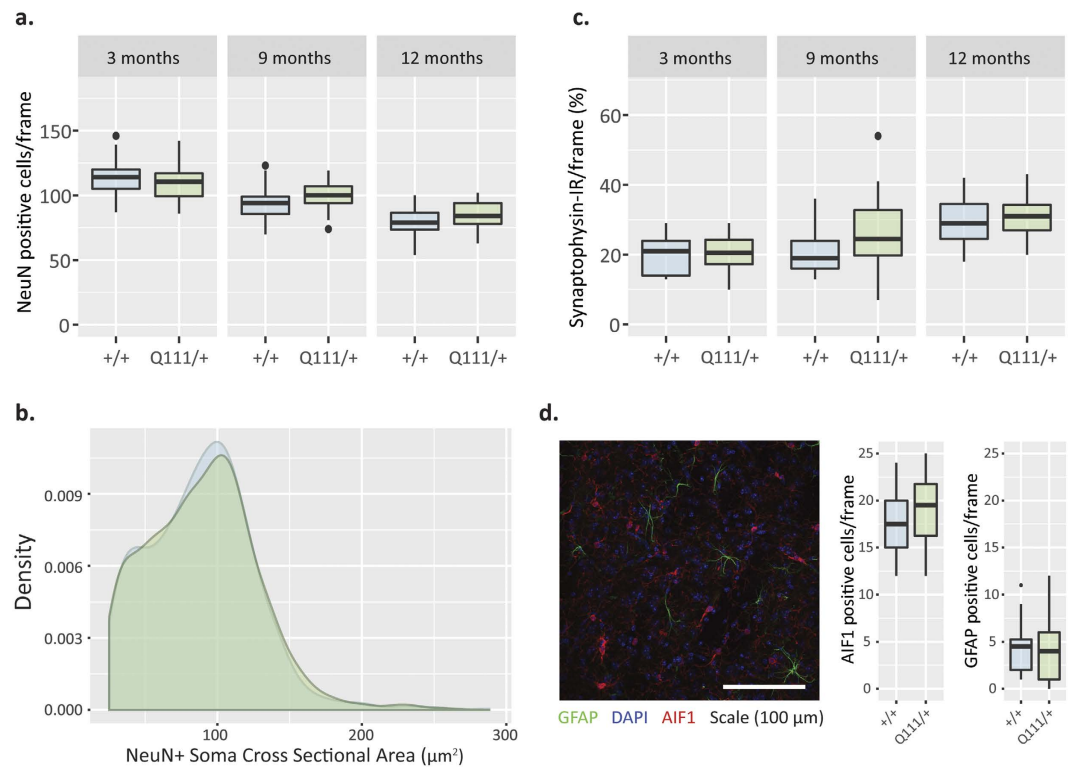 a.
3 months 9 months 12 months
NeuN positive cells/frame
150
100
50
0
+/+ Q111/+ +/+ Q111/+ +/+ Q111/+
c.
3 months 9 months 12 months
Synaptophysin-IR/frame (%)
60
40
20
0
+/+ Q111/+ +/+ Q111/+ +/+ Q111/+
b.
Density
0.009
0.006
0.003
0.000
100 200 300
NeuN+ Soma Cross Sectional Area (μm²)
d.
GFAP DAPI AIF1 Scale (100 μm)
AIF1 positive cells/frame
25
20
15
10
5
0
+/+ Q111/+
GFAP positive cells/frame
25
20
15
10
5
0
+/+ Q111/+